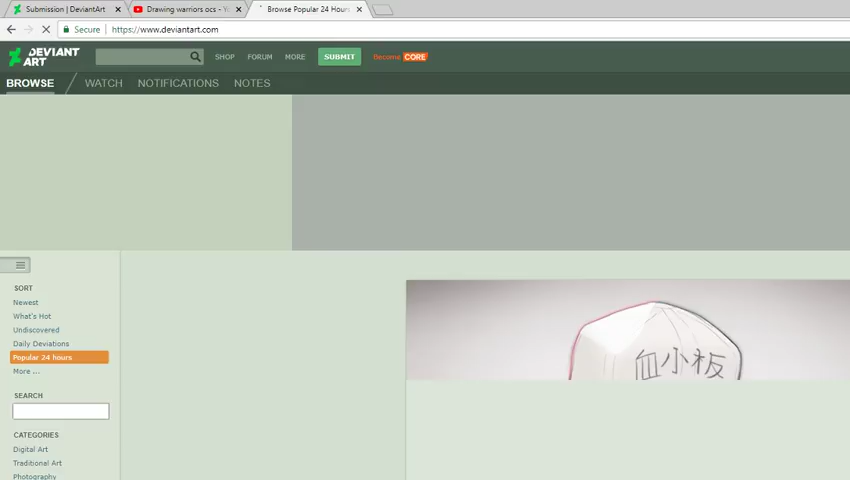 Submission | DeviantArt
Drawing warriors ocs - Y
Browse Popular 24 Hours
Secure
https://www.deviantart.com
DEVIANT
ART
SHOP
FORUM
MORE
SUBMIT
Become CORE
BROWSE
WATCH
NOTIFICATIONS
NOTES
SORT
Newest
What's Hot
Undiscovered
Daily Deviations
Popular 24 hours
More ...
SEARCH
CATEGORIES
Digital Art
Traditional Art
Photography
血小板